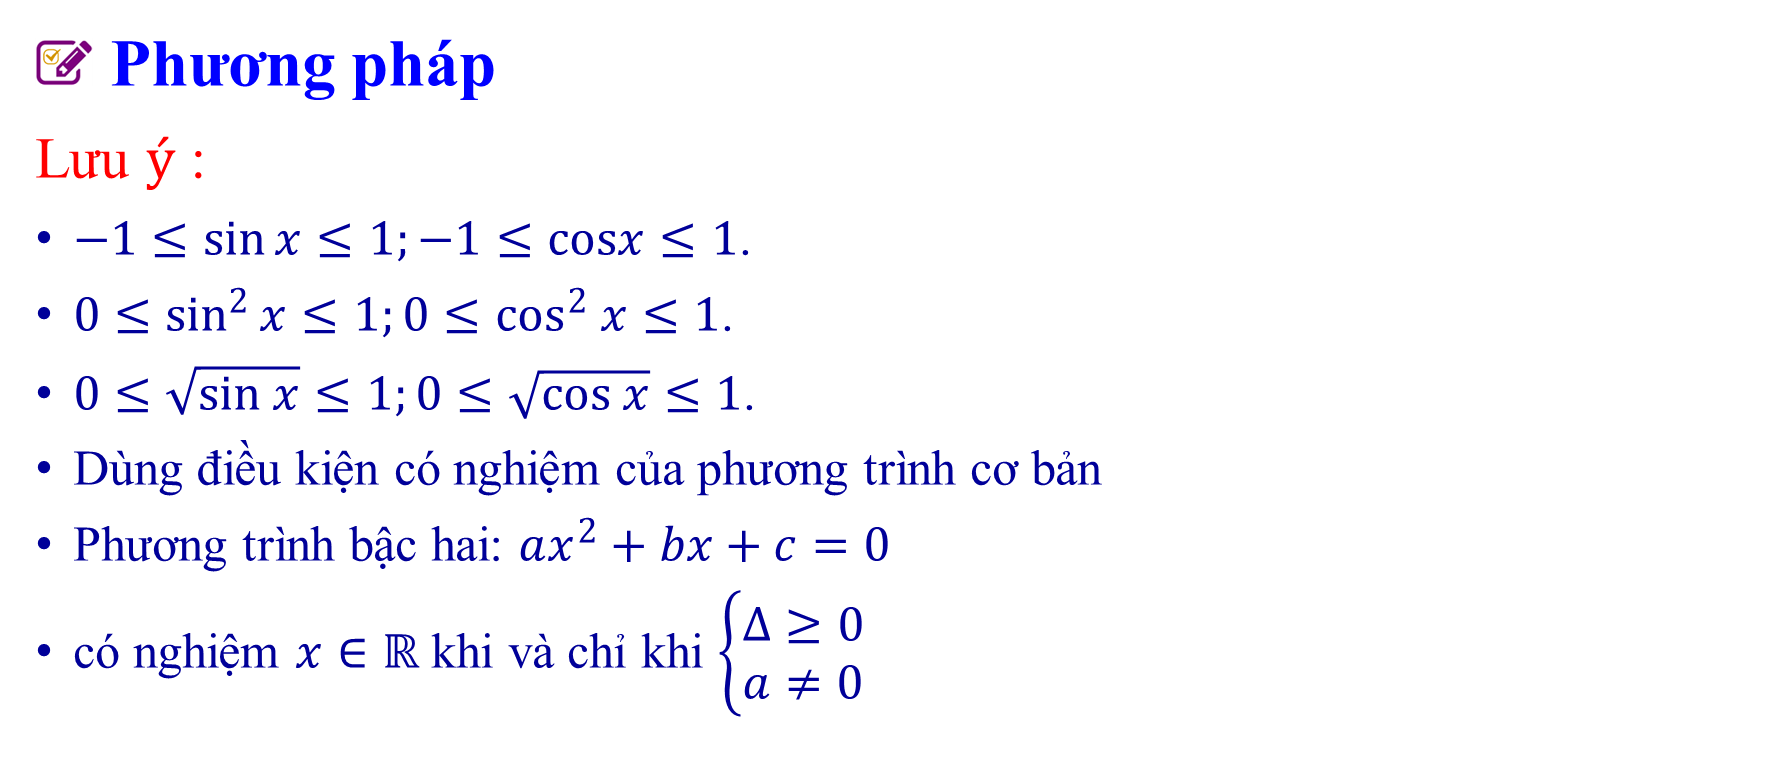 Phương pháp
Lưu ý :
• −1 ≤ sin x ≤ 1; −1 ≤ cosx ≤ 1.
• 0 ≤ sin² x ≤ 1; 0 ≤ cos² x ≤ 1.
• 0 ≤ √(sin x) ≤ 1; 0 ≤ √(cos x) ≤ 1.
• Dùng điều kiện có nghiệm của phương trình cơ bản
• Phương trình bậc hai: ax² + bx + c = 0
• có nghiệm x ∈ ℝ khi và chỉ khi {Δ ≥ 0
a ≠ 0